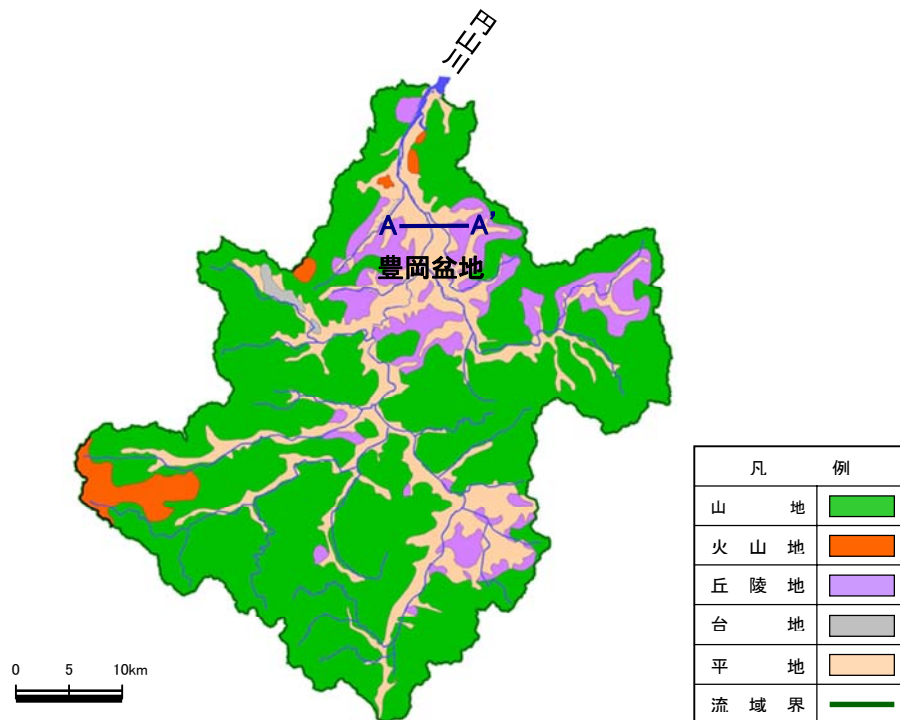 円山川
A A'
豊岡盆地
凡 例
山 地
火 山 地
丘 陵 地
台 地
平 地
流 域 界
0 5 10km